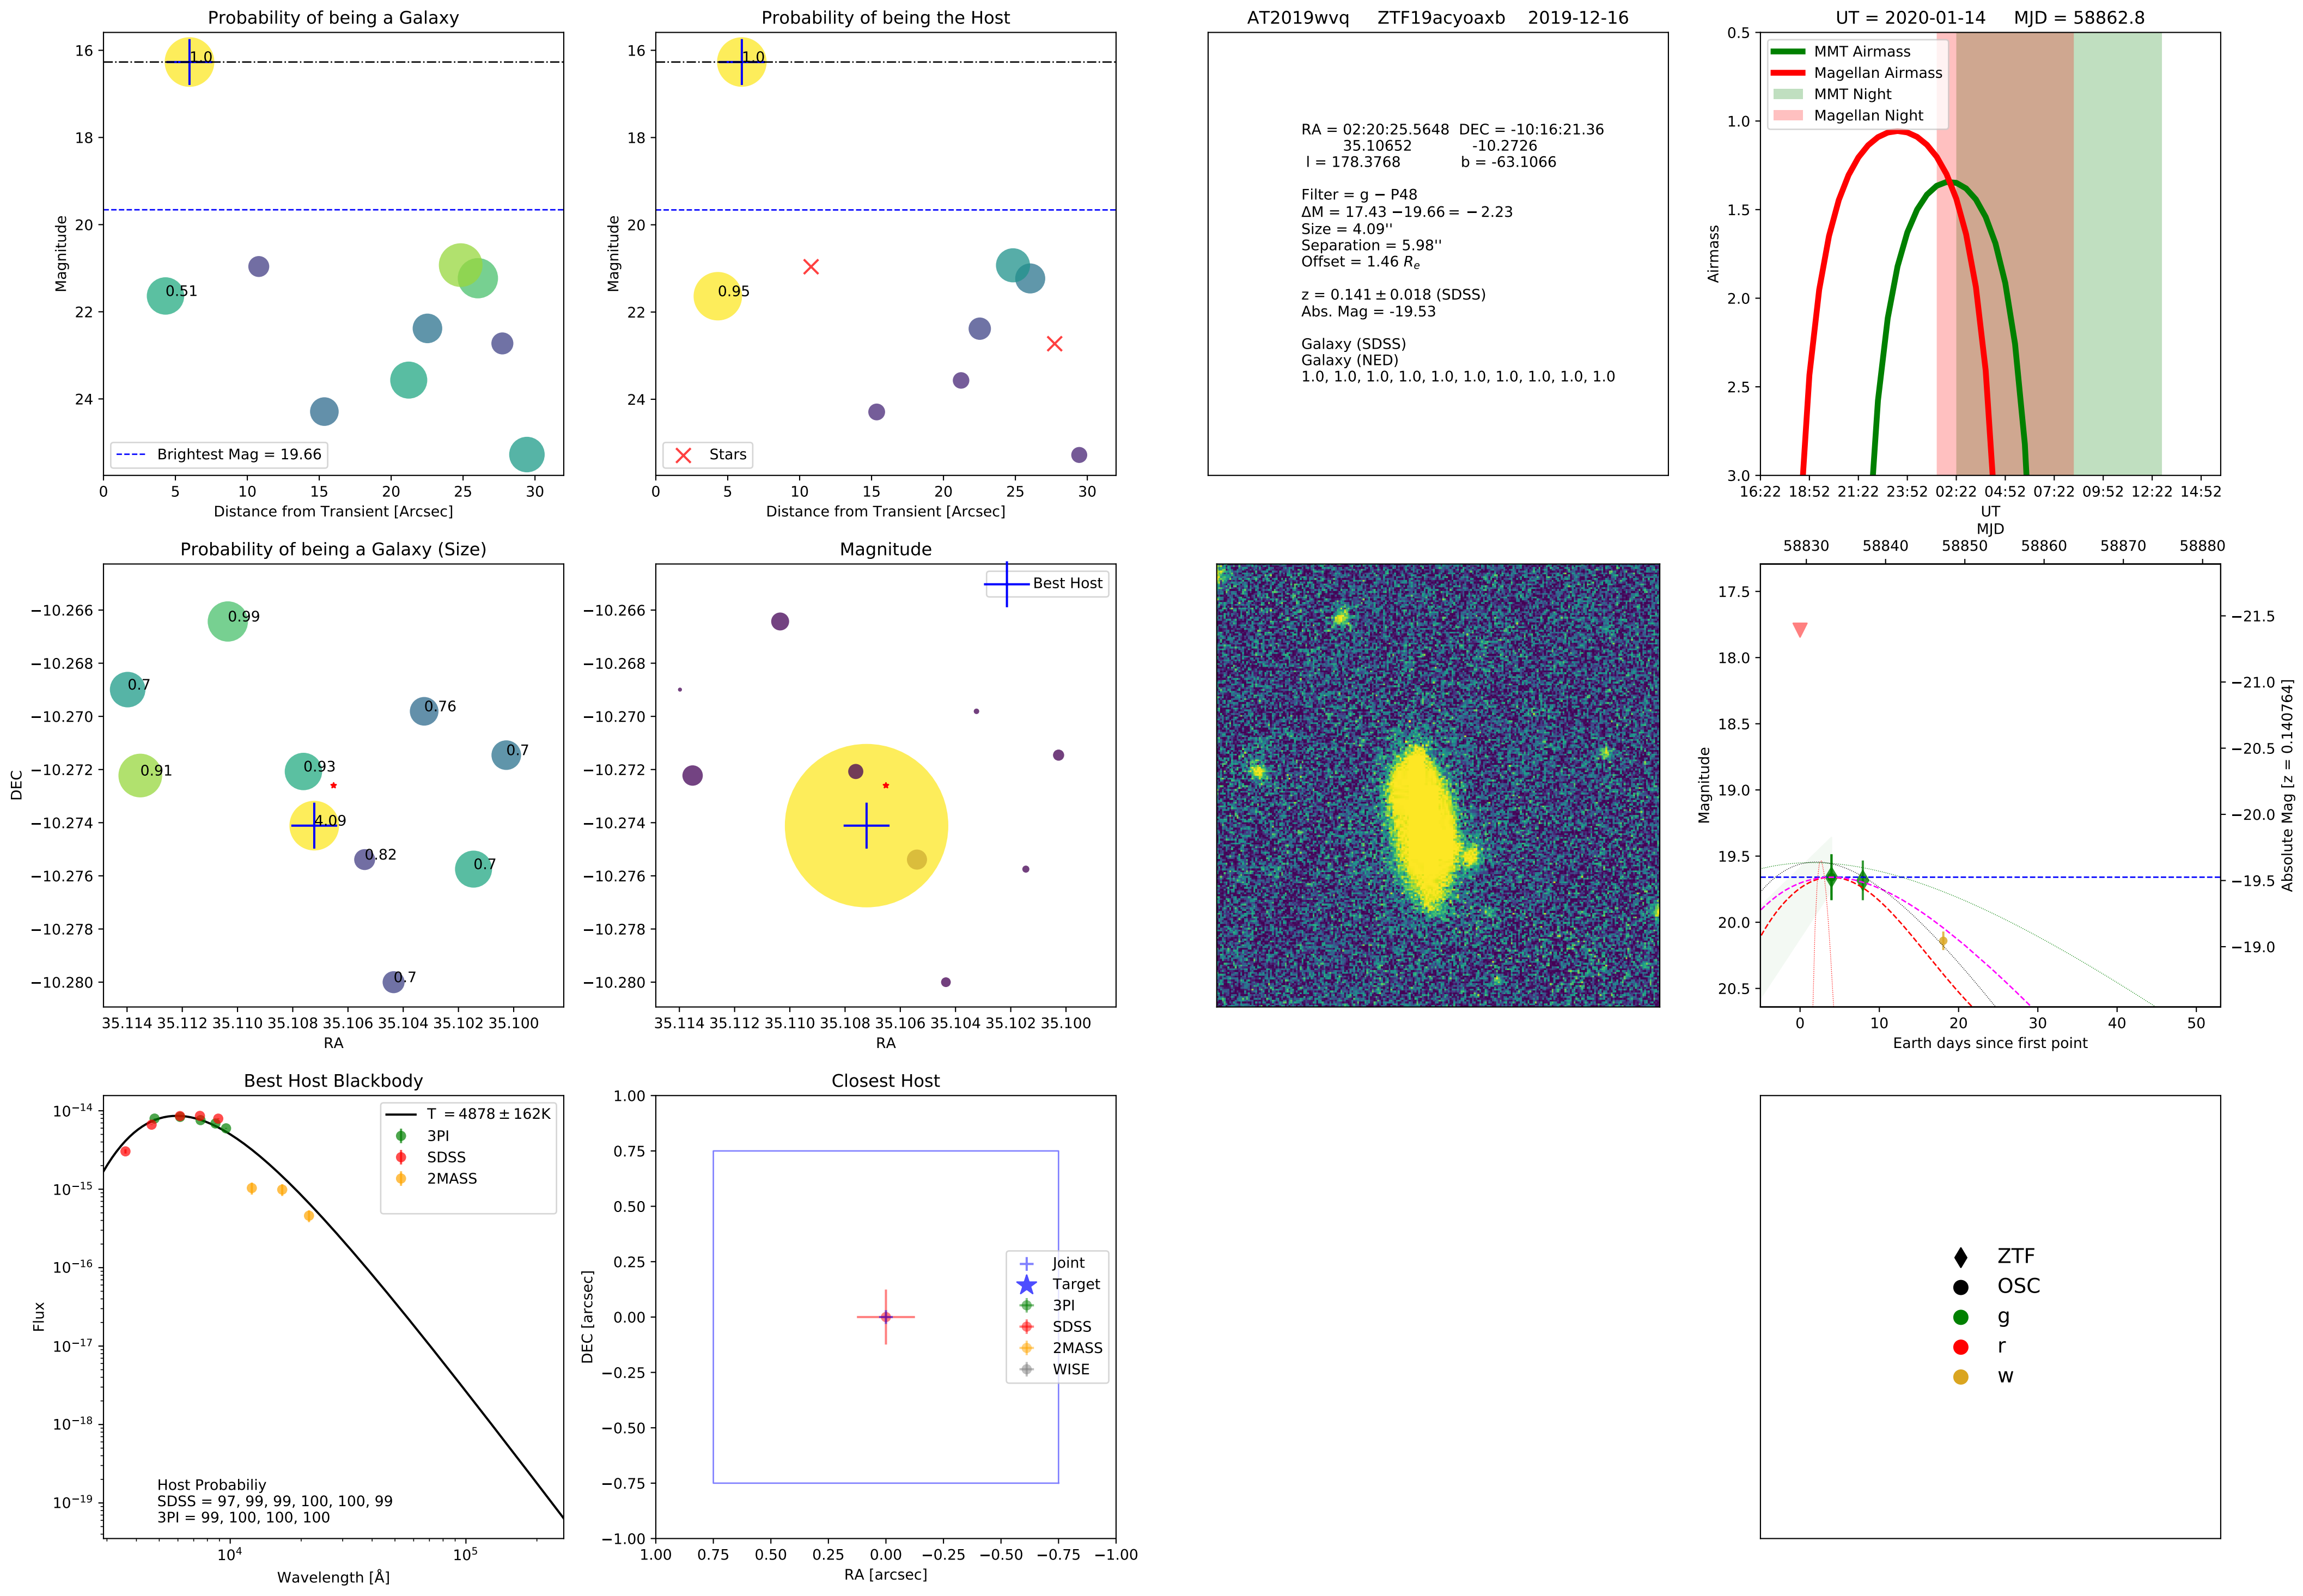 Probability of being a Galaxy
16
18
20
22
24
Magnitude
1.0
0.51
Brightest Mag = 19.66
0 5 10 15 20 25 30
Distance from Transient [Arcsec]
Probability of being the Host
16
18
20
22
24
Magnitude
1.0
0.95
Stars
0 5 10 15 20 25 30
Distance from Transient [Arcsec]
AT2019wvq ZTF19acyoaxb 2019-12-16
RA = 02:20:25.5648 DEC = -10:16:21.36
35.10652 -10.2726
l = 178.3768 b = -63.1066
Filter = g − P48
ΔM = 17.43 −19.66 = −2.23
Size = 4.09''
Separation = 5.98''
Offset = 1.46 Re
z = 0.141 ± 0.018 (SDSS)
Abs. Mag = -19.53
Galaxy (SDSS)
Galaxy (NED)
1.0, 1.0, 1.0, 1.0, 1.0, 1.0, 1.0, 1.0, 1.0, 1.0
UT = 2020-01-14 MJD = 58862.8
MMT Airmass
Magellan Airmass
MMT Night
Magellan Night
0.5
1.0
1.5
2.0
2.5
3.0
Airmass
16:22 18:52 21:22 23:52 02:22 04:52 07:22 09:52 12:22 14:52
UT
Probability of being a Galaxy (Size)
−10.266
−10.268
−10.270
−10.272
−10.274
−10.276
−10.278
−10.280
DEC
0.99
0.7
0.76
0.7
0.91
0.93
4.09
0.82
0.7
0.7
35.114 35.112 35.110 35.108 35.106 35.104 35.102 35.100
RA
Magnitude
Best Host
−10.266
−10.268
−10.270
−10.272
−10.274
−10.276
−10.278
−10.280
35.114 35.112 35.110 35.108 35.106 35.104 35.102 35.100
RA
MJD
58830 58840 58850 58860 58870 58880
17.5
18.0
18.5
19.0
19.5
20.0
20.5
Magnitude
−21.5
−21.0
−20.5
−20.0
−19.5
−19.0
Absolute Mag [z = 0.140764]
0 10 20 30 40 50
Earth days since first point
Best Host Blackbody
T = 4878 ± 162K
3PI
SDSS
2MASS
10−14
10−15
10−16
10−17
10−18
10−19
Flux
Host Probabiliy
SDSS = 97, 99, 99, 100, 100, 99
3PI = 99, 100, 100, 100
10^4 10^5
Wavelength [Å]
Closest Host
1.00
0.75
0.50
0.25
0.00
−0.25
−0.50
−0.75
−1.00
DEC [arcsec]
Joint
Target
3PI
SDSS
2MASS
WISE
1.00 0.75 0.50 0.25 0.00 −0.25 −0.50 −0.75 −1.00
RA [arcsec]
ZTF
OSC
g
r
w